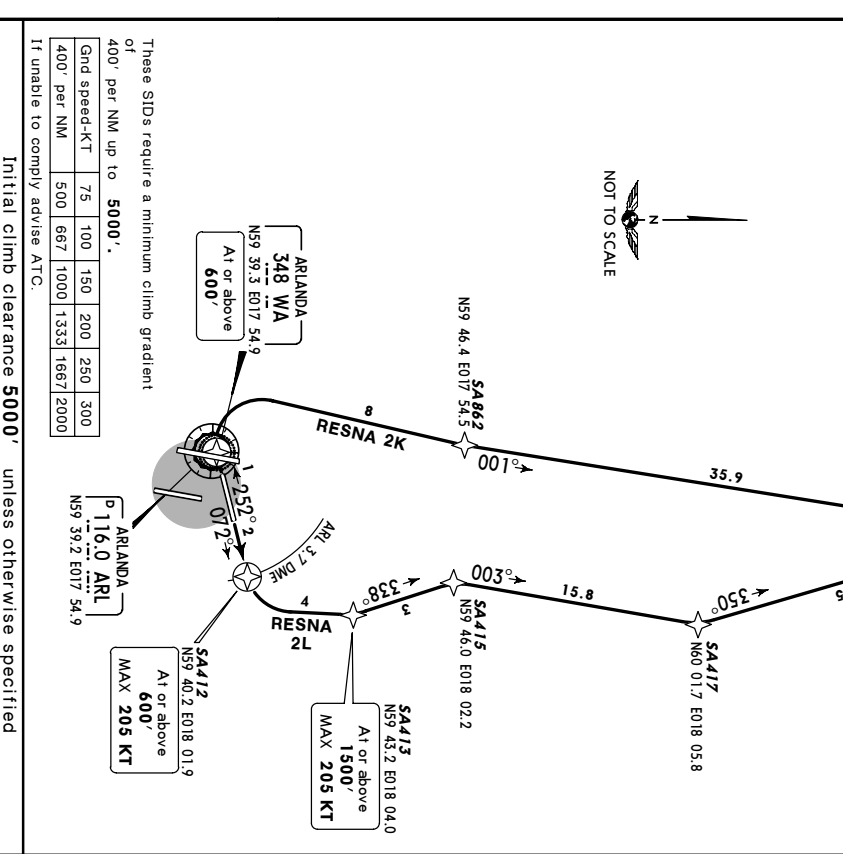 These SIDs require a minimum climb gradient
of
400' per NM up to 5000'.
Gnd speed-KT 75 100 150 200 250 300
400' per NM 500 667 1000 1333 1667 2000
If unable to comply advise ATC.
Initial climb clearance 5000' unless otherwise specified
NOT TO SCALE
N
ARLANDA
348 WA
N59 39.3 E017 54.9
At or above
600'
SA862
N59 46.4 E017 54.5
8
RESNA 2K
001°
35.9
1
252°
2
072°
ARL 3.7 DME
ARLANDA
D 116.0 ARL
N59 39.2 E017 54.9
SA412
N59 40.2 E018 01.9
At or above
600'
MAX 205 KT
4
RESNA
2L
SA413
N59 43.2 E018 04.0
At or above
1500'
MAX 205 KT
338°
3
SA415
N59 46.0 E018 02.2
003°
15.8
SA417
N60 01.7 E018 05.8
350°